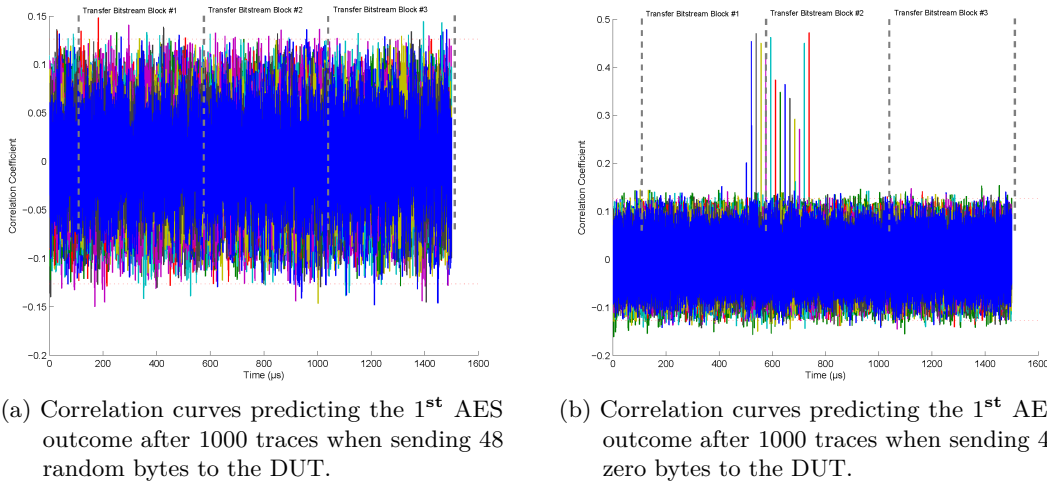 Transfer Bitstream Block #1 Transfer Bitstream Block #2 Transfer Bitstream Block #3
0.1
0.05
0
−0.05
−0.1
−0.15
−0.2
0 200 400 600 800 1000 1200 1400 1600
Correlation Coefficient
Time (µs)
(a) Correlation curves predicting the 1st AES
outcome after 1000 traces when sending 48
random bytes to the DUT.
Transfer Bitstream Block #1 Transfer Bitstream Block #2 Transfer Bitstream Block #3
0.5
0.4
0.3
0.2
0.1
0
−0.1
−0.2
0 200 400 600 800 1000 1200 1400 1600
Correlation Coefficient
Time (µs)
(b) Correlation curves predicting the 1st AE
outcome after 1000 traces when sending 4
zero bytes to the DUT.